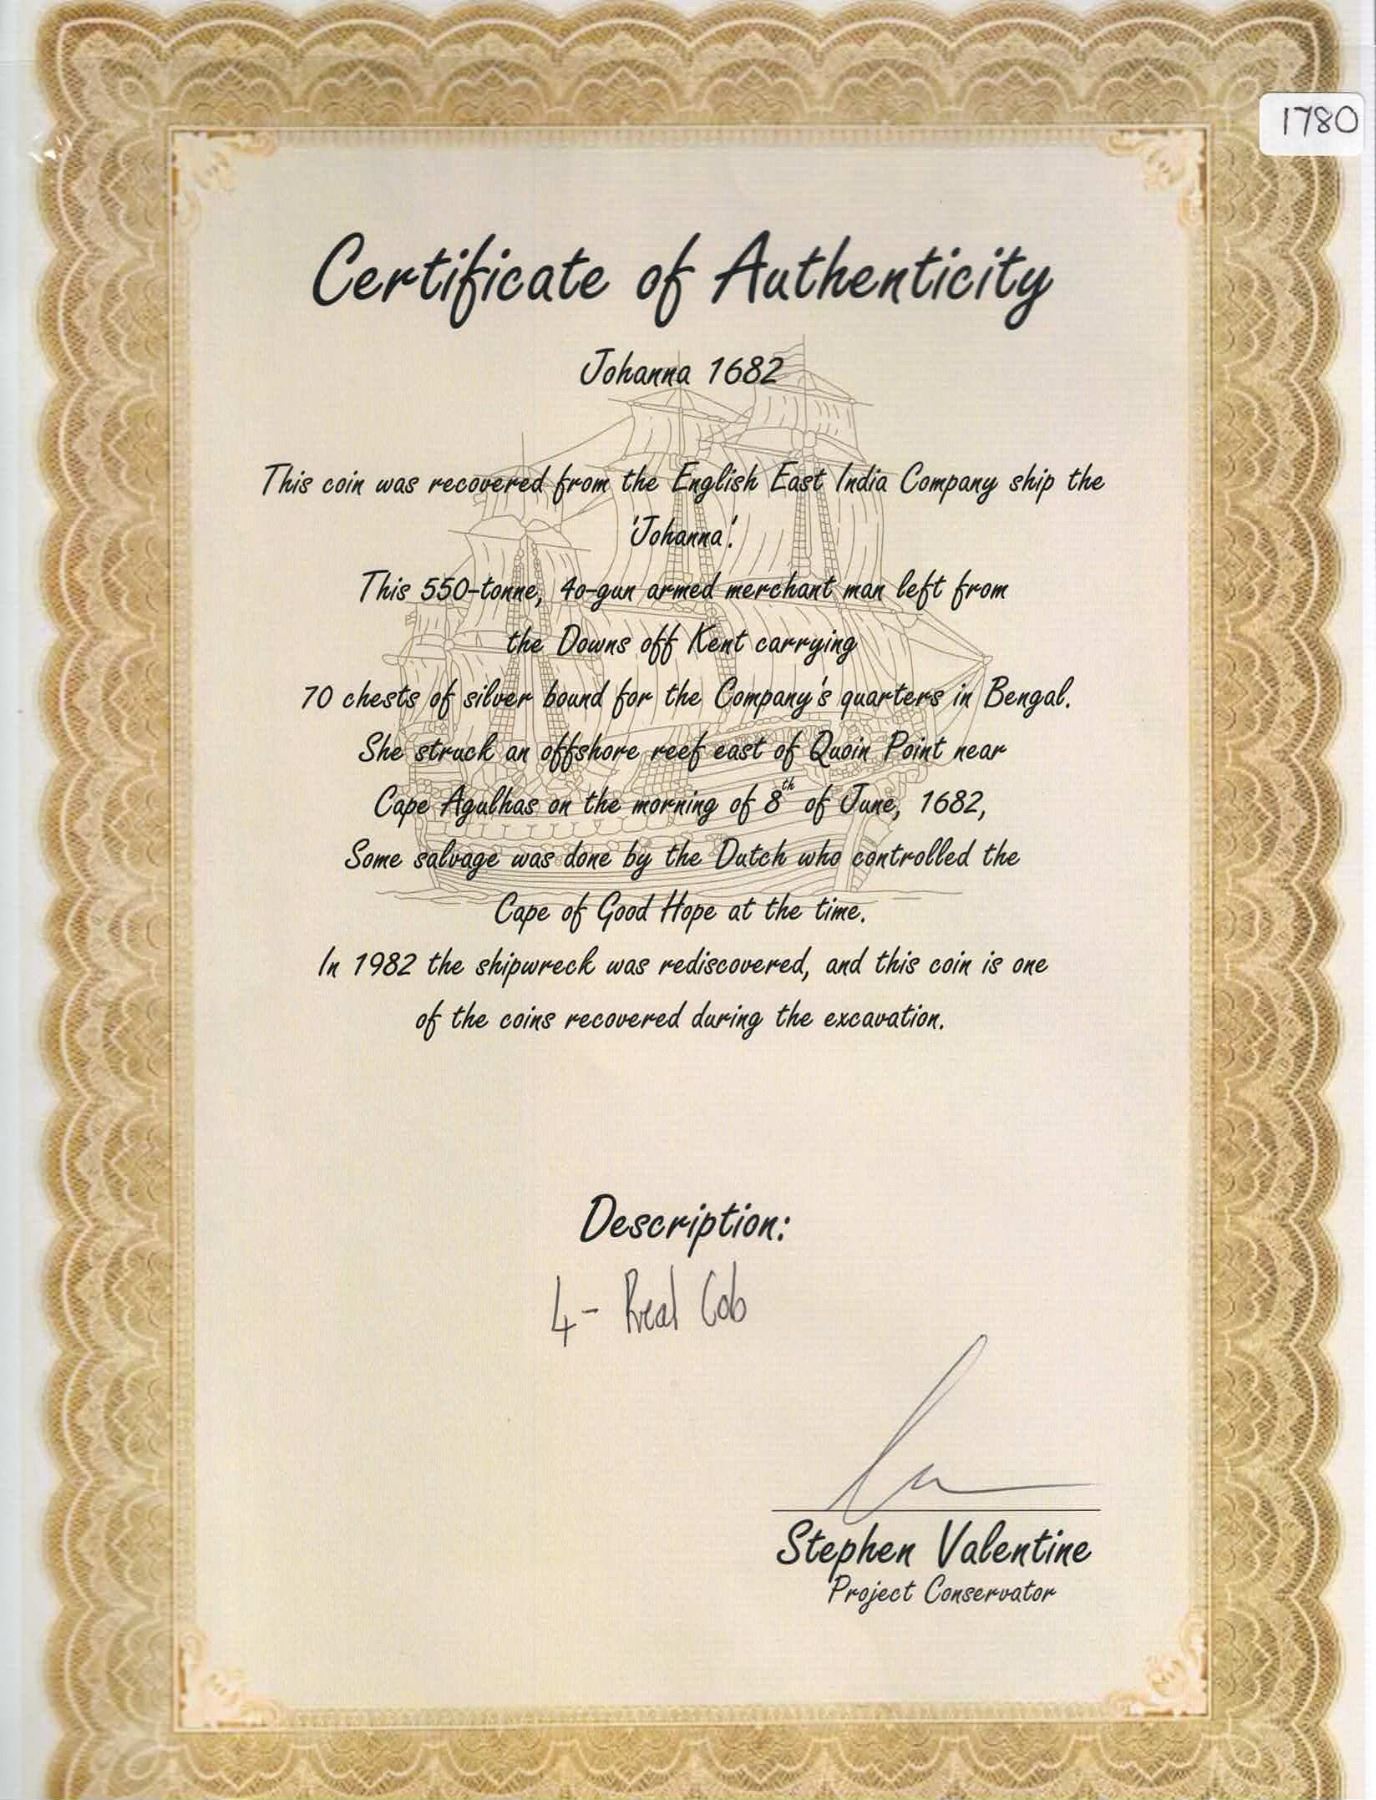 1780
Certificate of Authenticity
Johanna 1682
This coin was recovered from the English East India Company ship the
'Johanna'.
This 550-tonne, 4o-gun armed merchant man left from
the Downs off Kent carrying
70 chests of silver bound for the Company's quarters in Bengal.
She struck an offshore reef east of Quoin Point near
Cape Agulhas on the morning of 8th of June, 1682,
Some salvage was done by the Dutch who controlled the
Cape of Good Hope at the time.
In 1982 the shipwreck was rediscovered, and this coin is one
of the coins recovered during the excavation.
Description:
4 - Real Cob
Stephen Valentine
Project Conservator